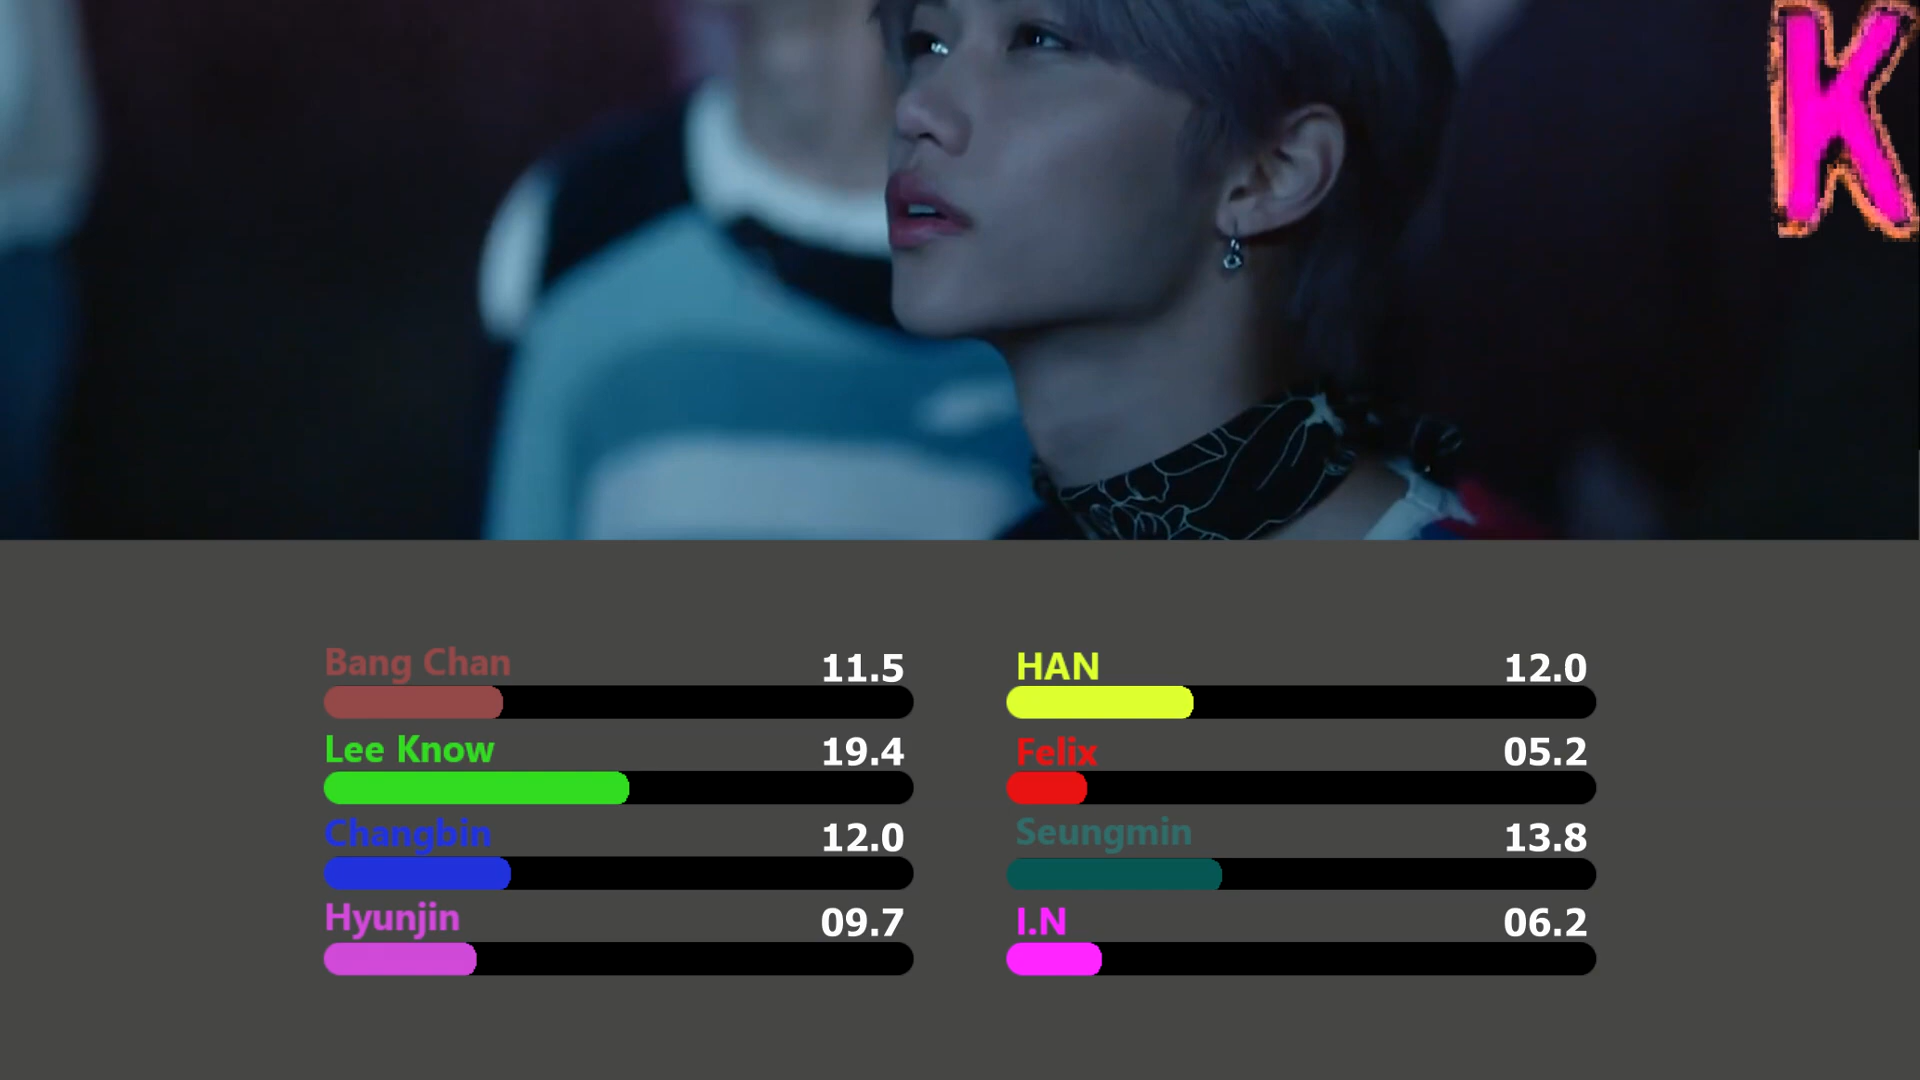 K
Bang Chan 11.5
HAN 12.0
Lee Know 19.4
Felix 05.2
Changbin 12.0
Seungmin 13.8
Hyunjin 09.7
I.N 06.2